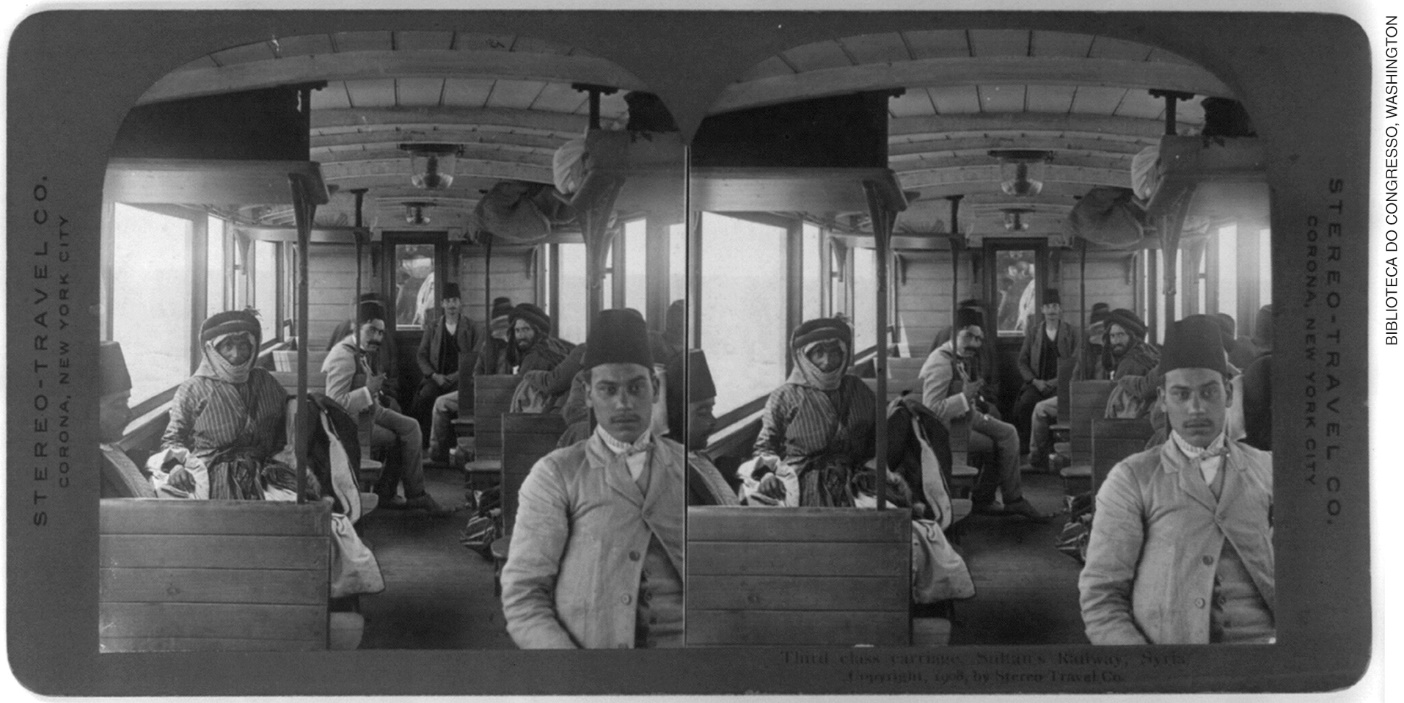 STEREO-TRAVEL CO.
CORONA, NEW YORK CITY
STEREO-TRAVEL CO.
CORONA, NEW YORK CITY
Third class carriage, Sultan's Railway, Syria
Copyright, 1908, by Stereo Travel Co.
BIBLIOTECA DO CONGRESSO, WASHINGTON